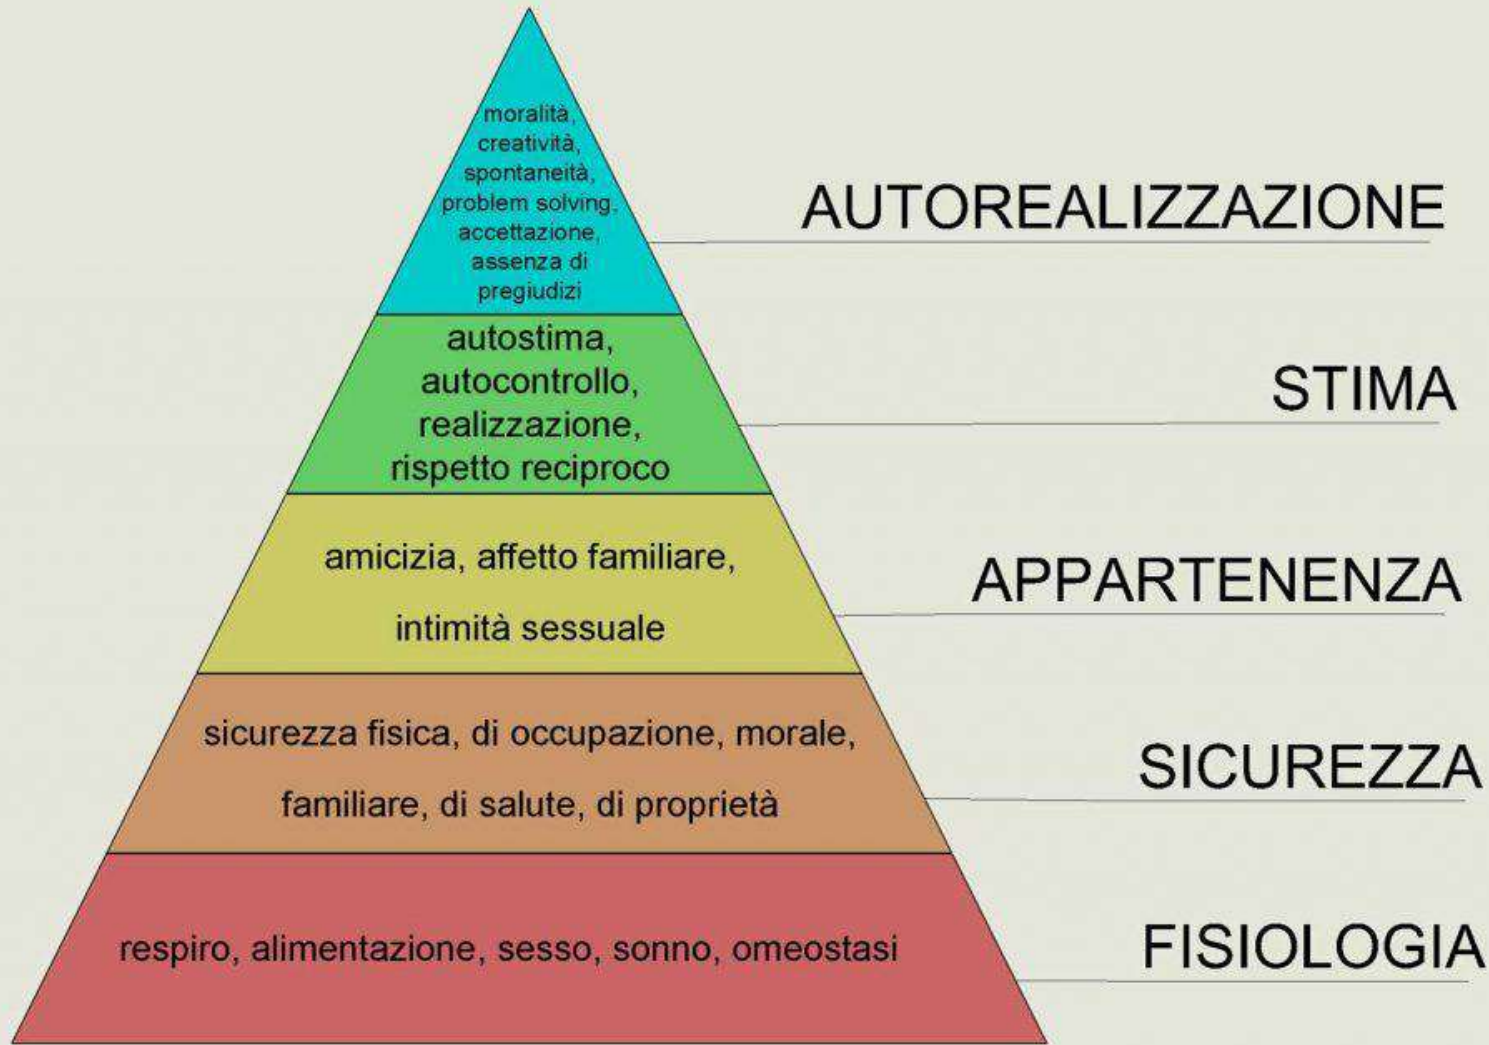 moralità,
creatività,
spontaneità,
problem solving,
accettazione,
assenza di
pregiudizi
AUTOREALIZZAZIONE
autostima,
autocontrollo,
realizzazione,
rispetto reciproco
STIMA
amicizia, affetto familiare,
intimità sessuale
APPARTENENZA
sicurezza fisica, di occupazione, morale,
familiare, di salute, di proprietà
SICUREZZA
respiro, alimentazione, sesso, sonno, omeostasi
FISIOLOGIA